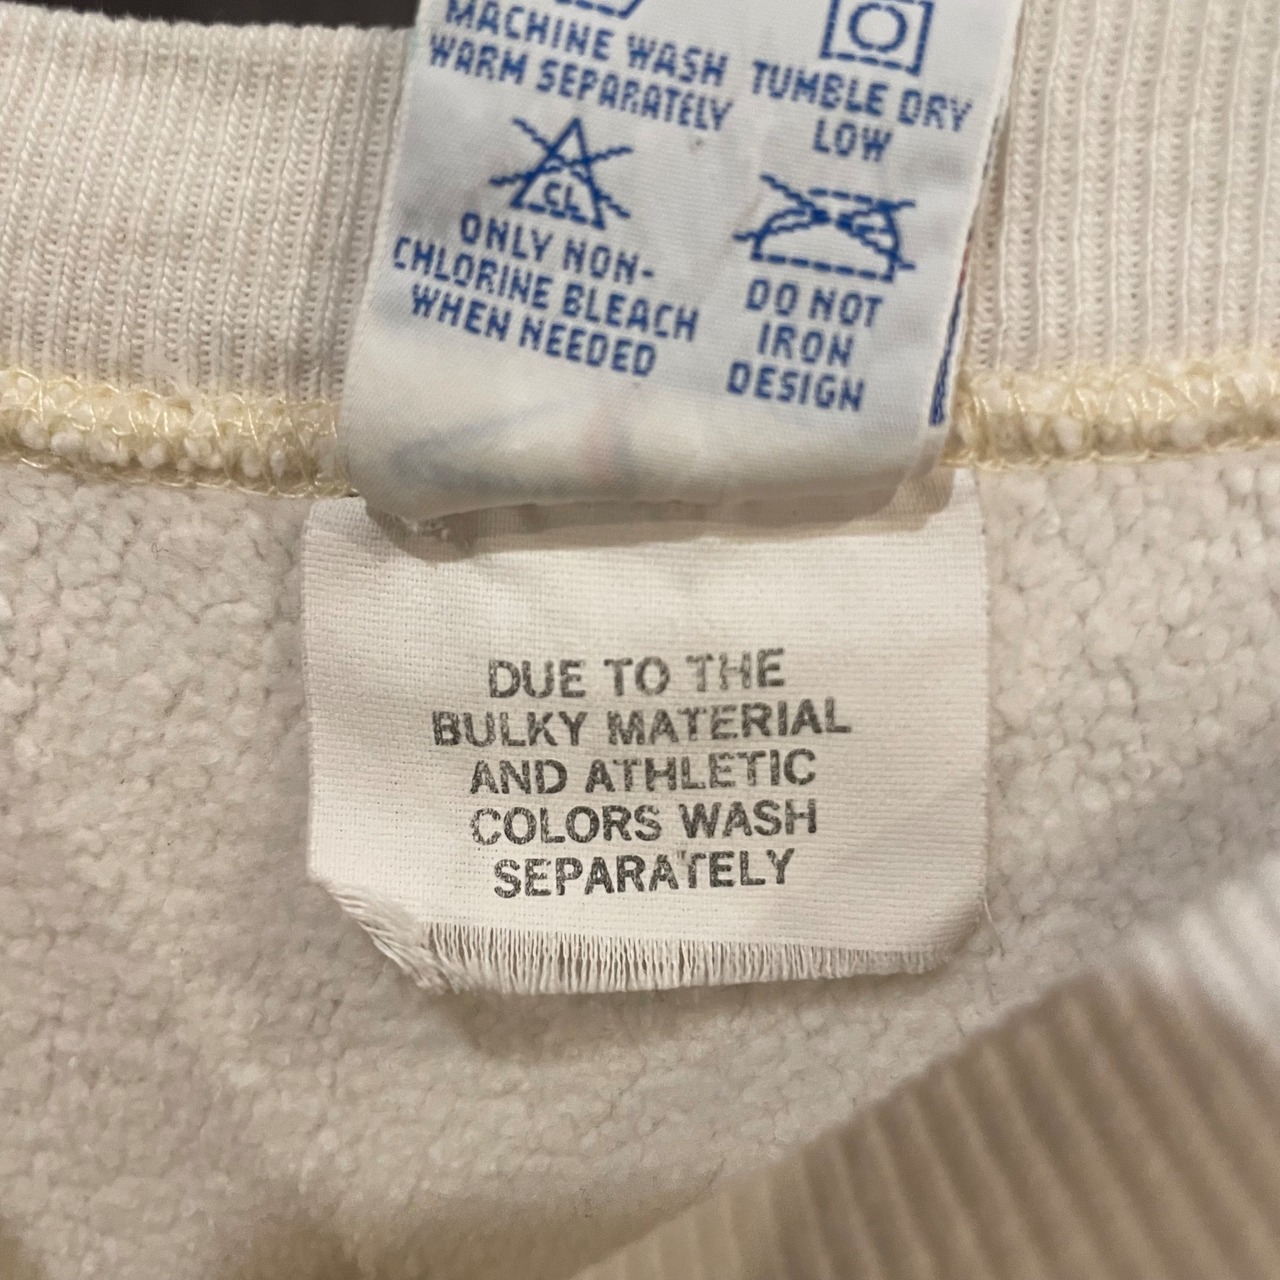 MACHINE WASH
WARM SEPARATELY
TUMBLE DRY
LOW
CL
ONLY NON-
CHLORINE BLEACH
WHEN NEEDED
DO NOT
IRON
DESIGN
DUE TO THE
BULKY MATERIAL
AND ATHLETIC
COLORS WASH
SEPARATELY